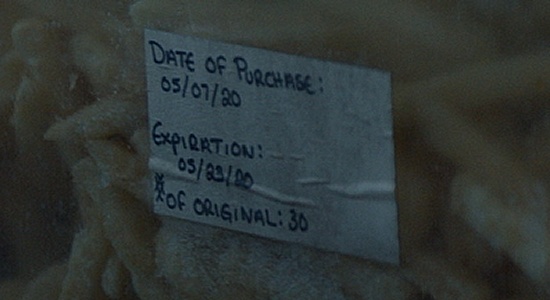 DATE OF PURCHASE:
05/07/20
EXPIRATION:
05/23/20
# OF ORIGINAL: 30